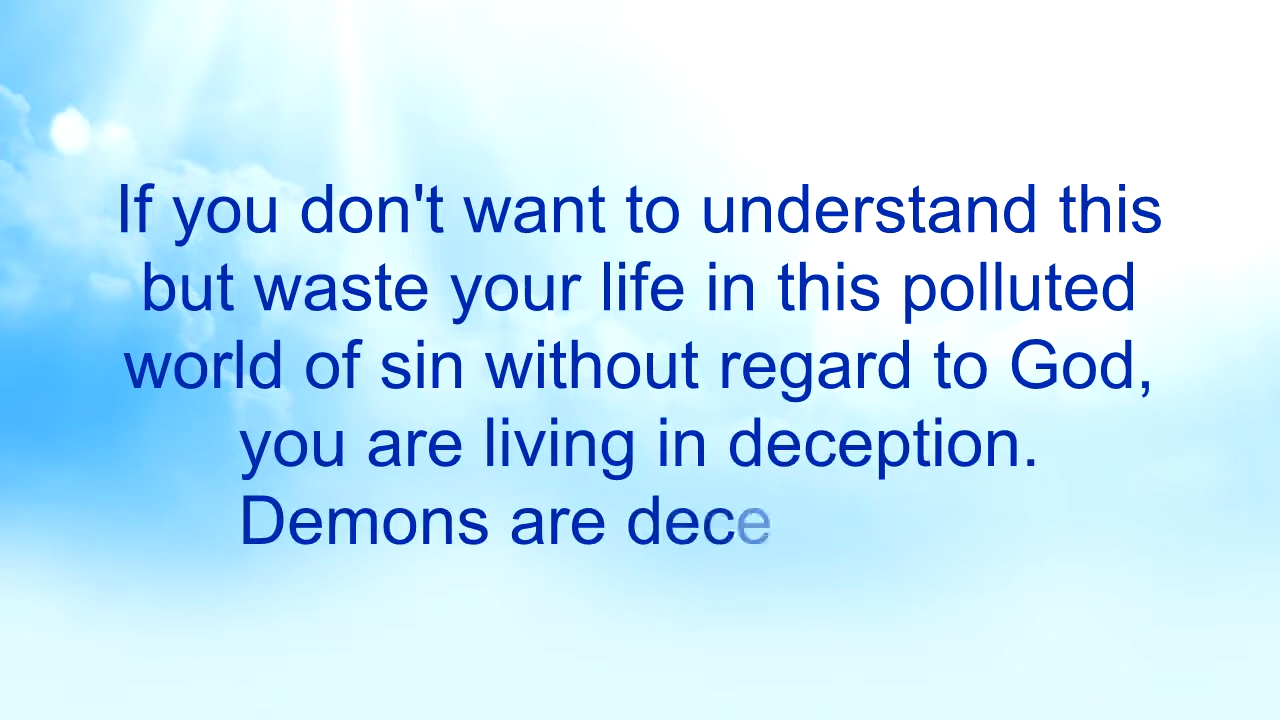 If you don't want to understand this
but waste your life in this polluted
world of sin without regard to God,
you are living in deception.
Demons are dece